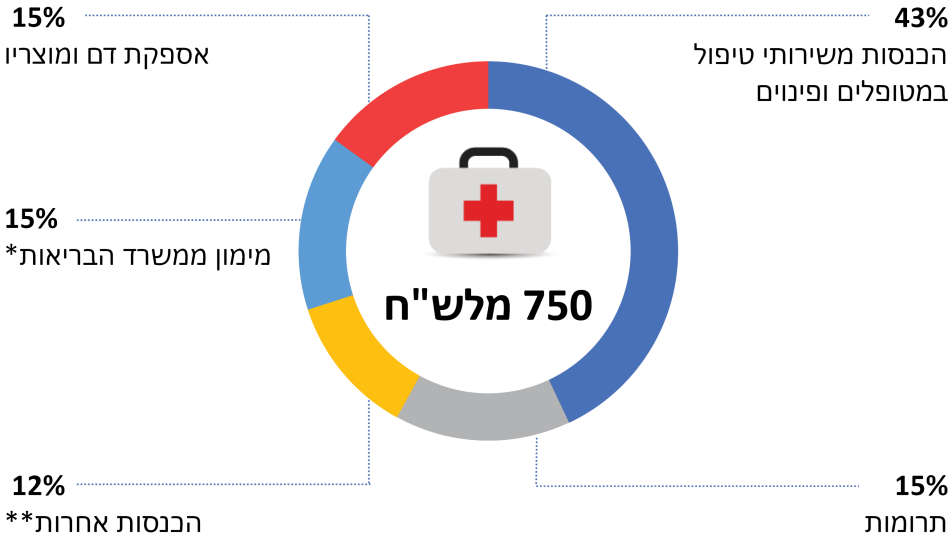 43%
הכנסות משירותי טיפול
במטופלים ופינוים
15%
אספקת דם ומוצריו
15%
מימון ממשרד הבריאות*
750 מלש"ח
12%
הכנסות אחרות**
15%
תרומות